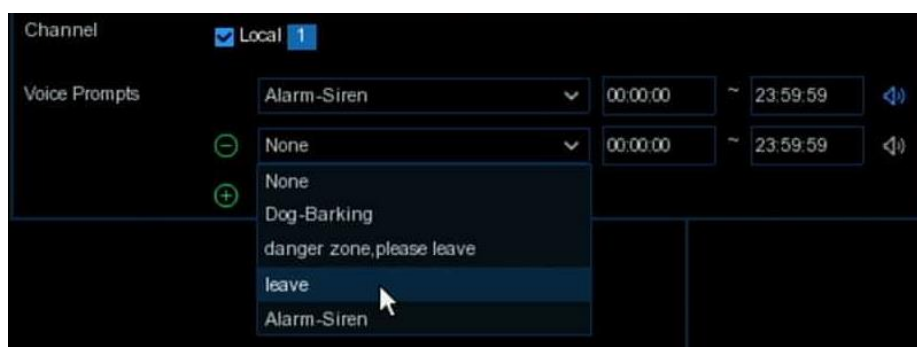 Channel Local 1
Voice Prompts Alarm-Siren 00:00:00 ~ 23:59:59
None 00:00:00 ~ 23:59:59
None
Dog-Barking
danger zone,please leave
leave
Alarm-Siren